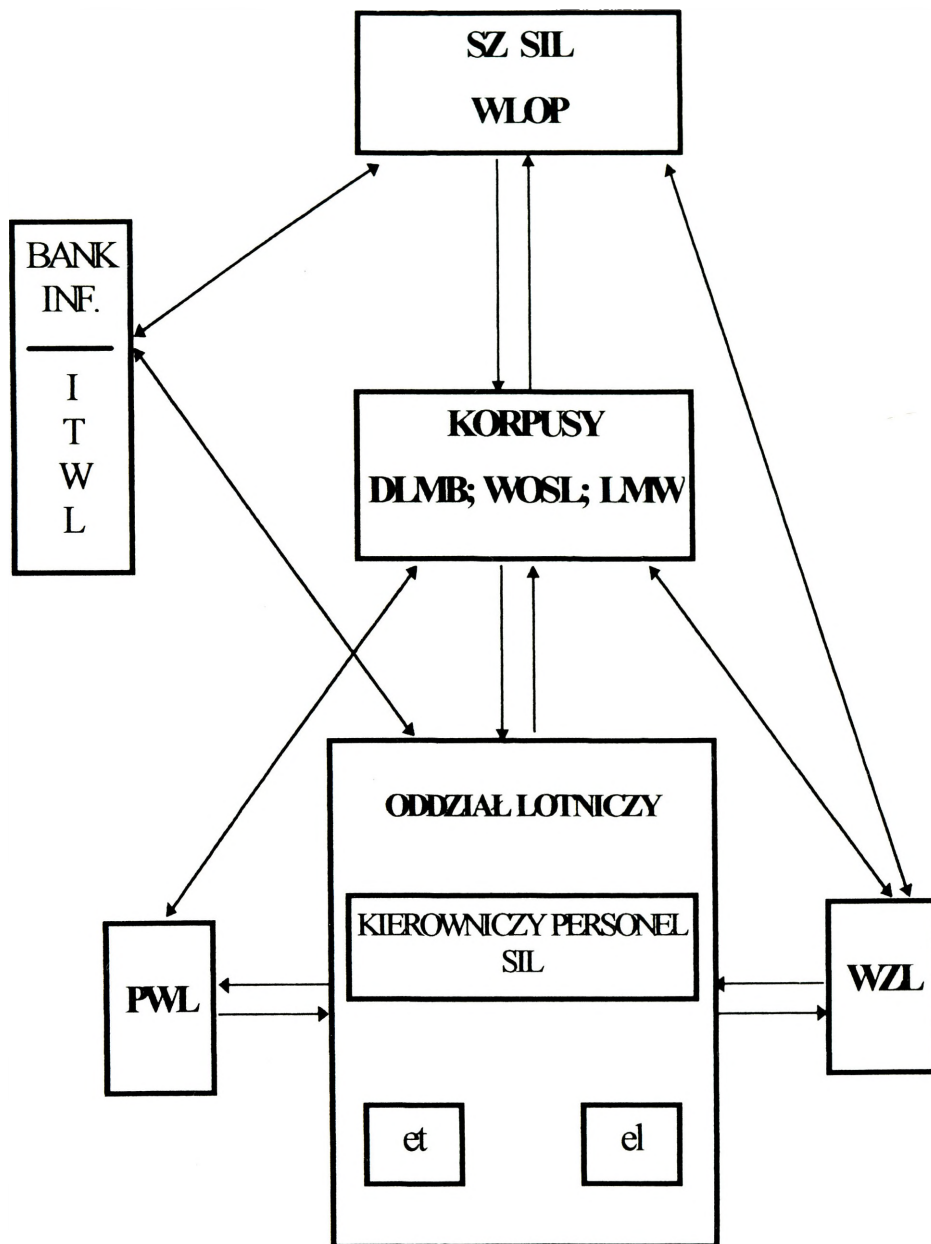 SZ SIL
WLOP
BANK
INF.
I
T
W
L
KORPUSY
DLMB; WOSL; LMW
ODDZIAŁ LOTNICZY
KIEROWNICZY PERSONEL
SIL
PWL
WZL
et
el